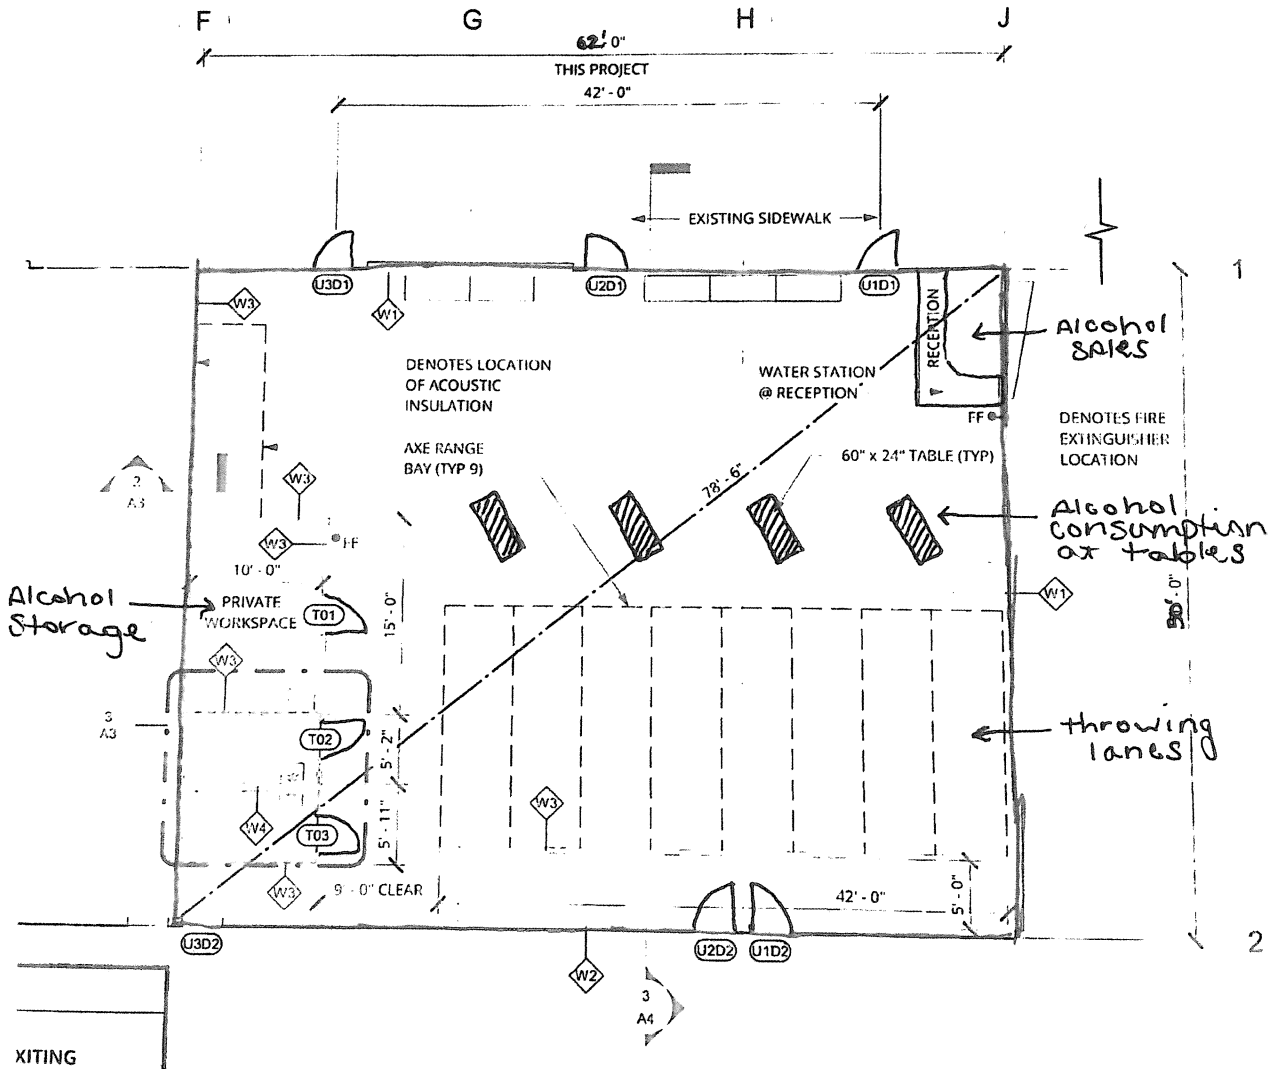 F
G
H
J
62' 0"
THIS PROJECT
42' - 0"
EXISTING SIDEWALK
1
U3D1
U2D1
U1D1
W3
W1
RECEPTION
Alcohol
sales
DENOTES LOCATION
OF ACOUSTIC
INSULATION
WATER STATION
@ RECEPTION
FF
DENOTES FIRE
EXTINGUISHER
LOCATION
AXE RANGE
BAY (TYP 9)
60" x 24" TABLE (TYP)
78' - 6"
2
A3
W3
W3
FF
Alcohol
consumption
at tables
10' - 0"
15' - 0"
Alcohol
Storage
PRIVATE
WORKSPACE
T01
W1
50' - 0"
W3
3
A3
T02
5' - 2"
throwing
lanes
W3
W4
T03
5' - 11"
W3
9' - 0" CLEAR
42' - 0"
5' - 0"
U3D2
U2D2
U1D2
2
W2
3
A4
XITING